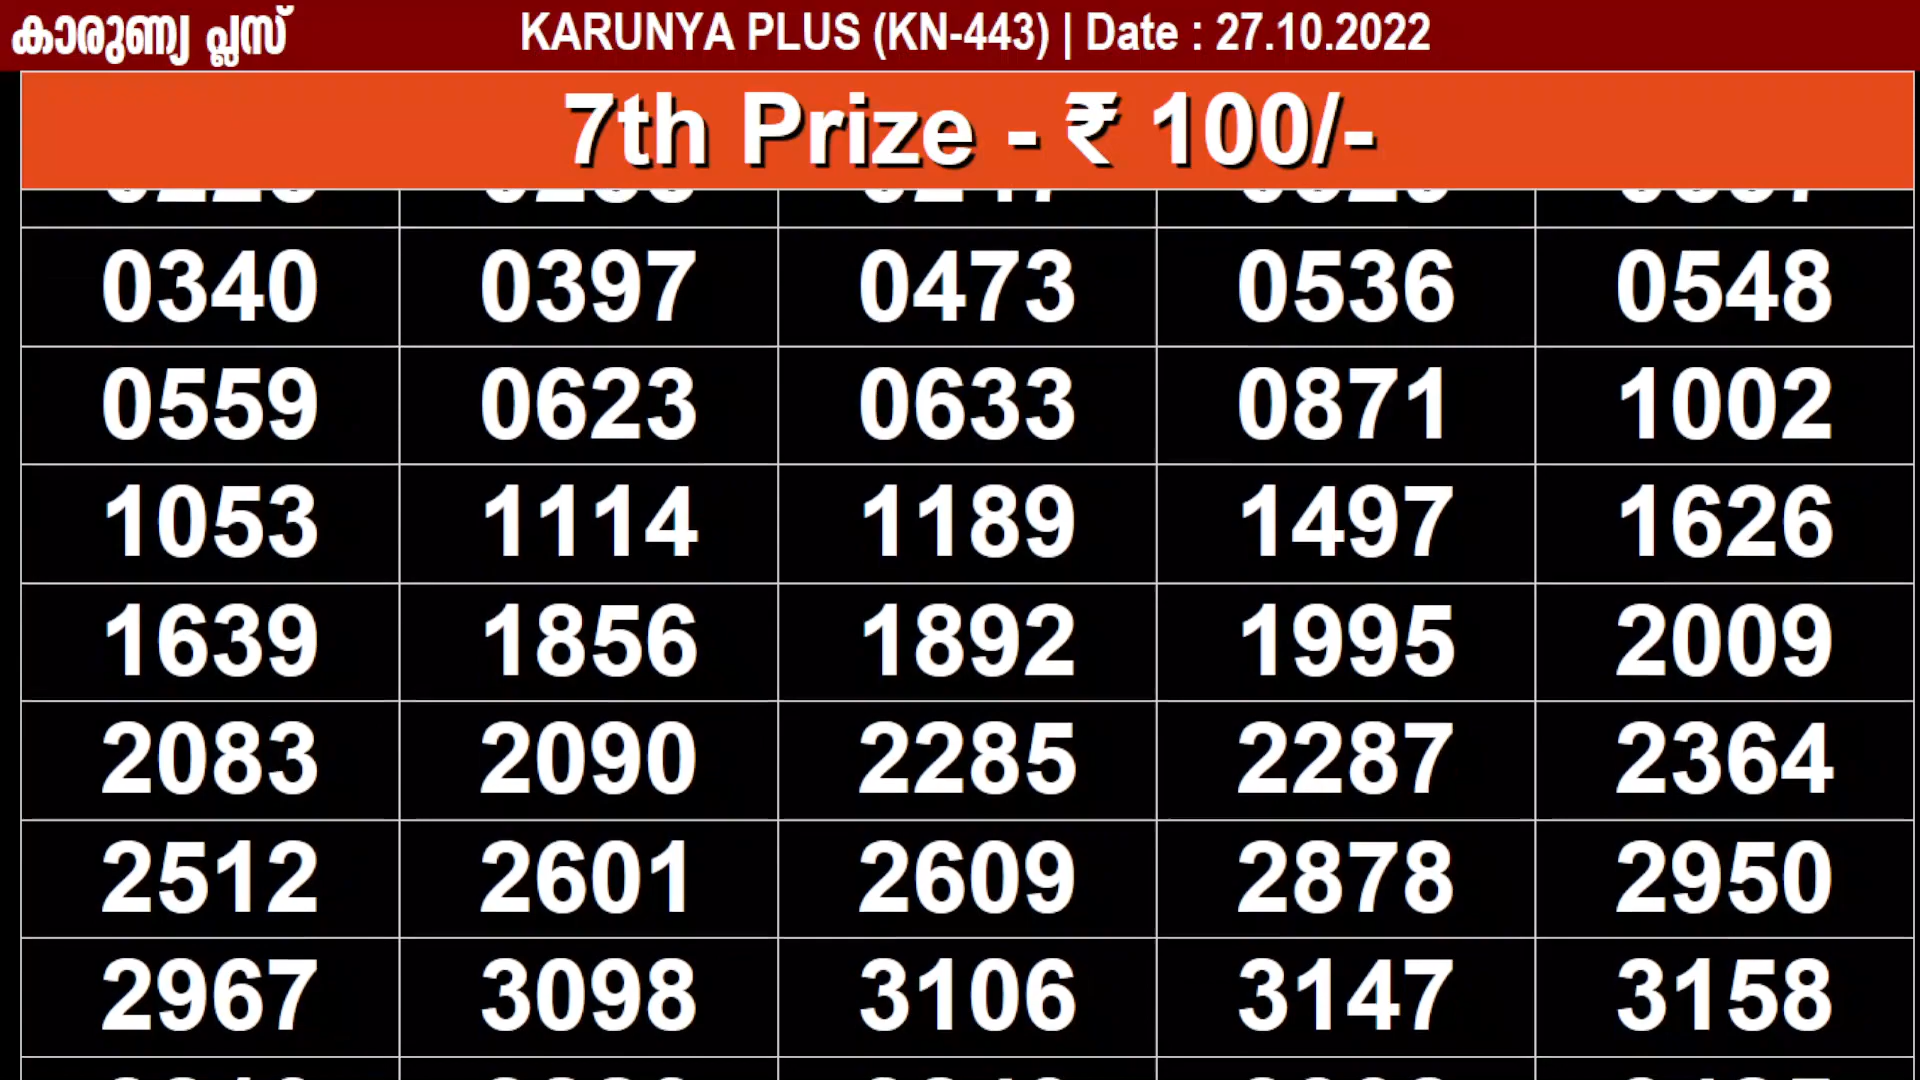 കാരുണ്യ പ്ലസ് KARUNYA PLUS (KN-443) | Date : 27.10.2022
7th Prize - ₹ 100/-
0340 0397 0473 0536 0548
0559 0623 0633 0871 1002
1053 1114 1189 1497 1626
1639 1856 1892 1995 2009
2083 2090 2285 2287 2364
2512 2601 2609 2878 2950
2967 3098 3106 3147 3158